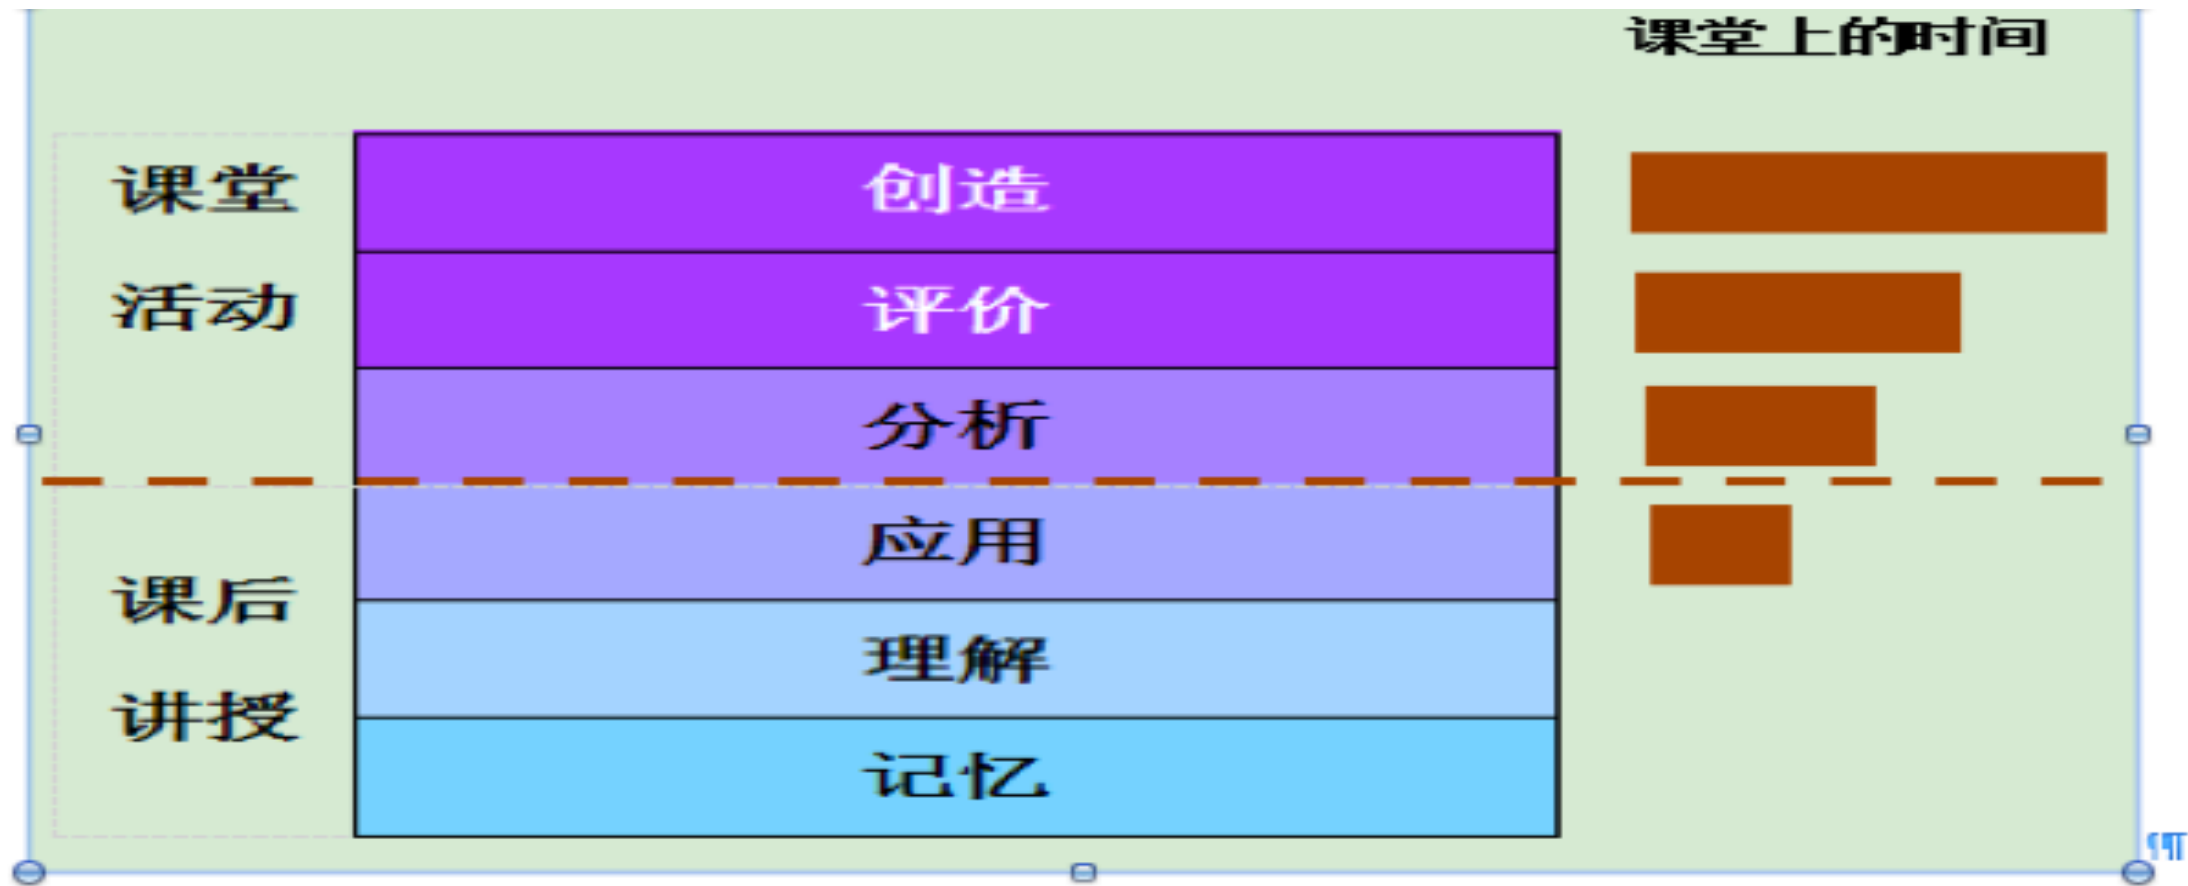 课堂上的时间
课堂
创造
活动
评价
分析
应用
课后
理解
讲授
记忆